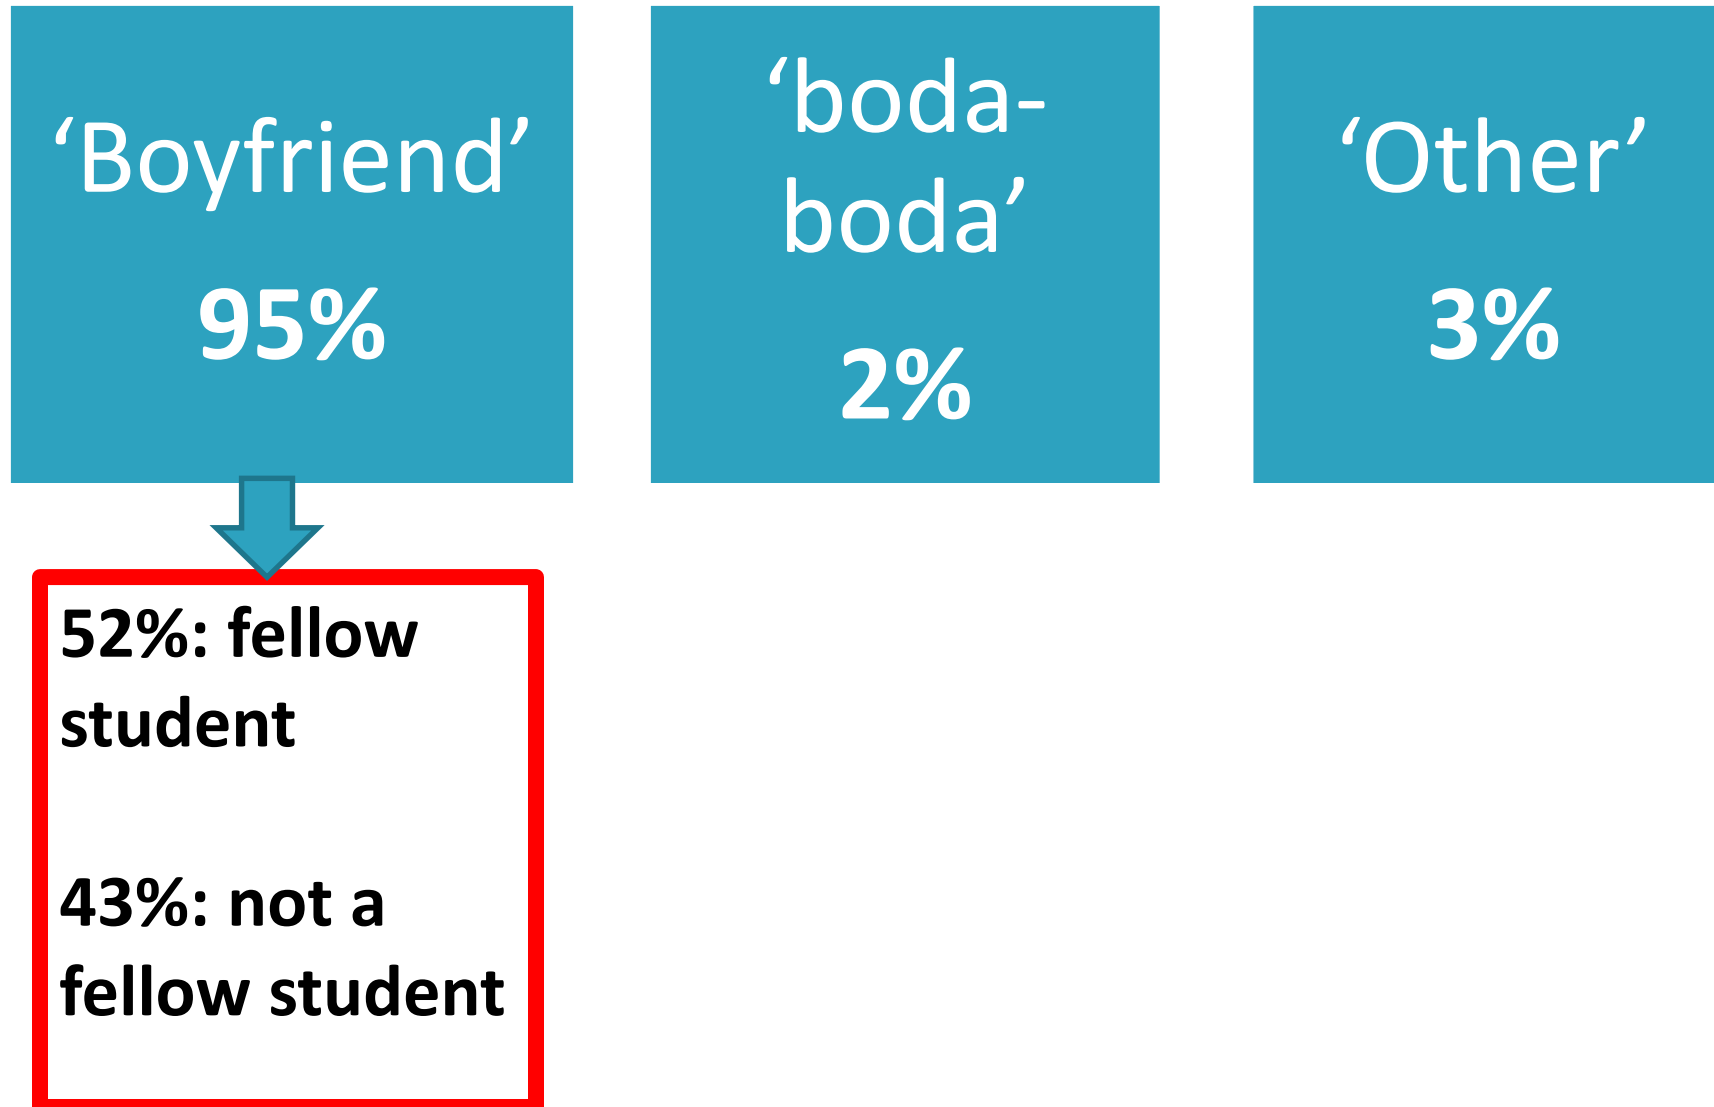 ‘Boyfriend’
95%
‘boda-
boda’
2%
‘Other’
3%
52%: fellow
student
43%: not a
fellow student